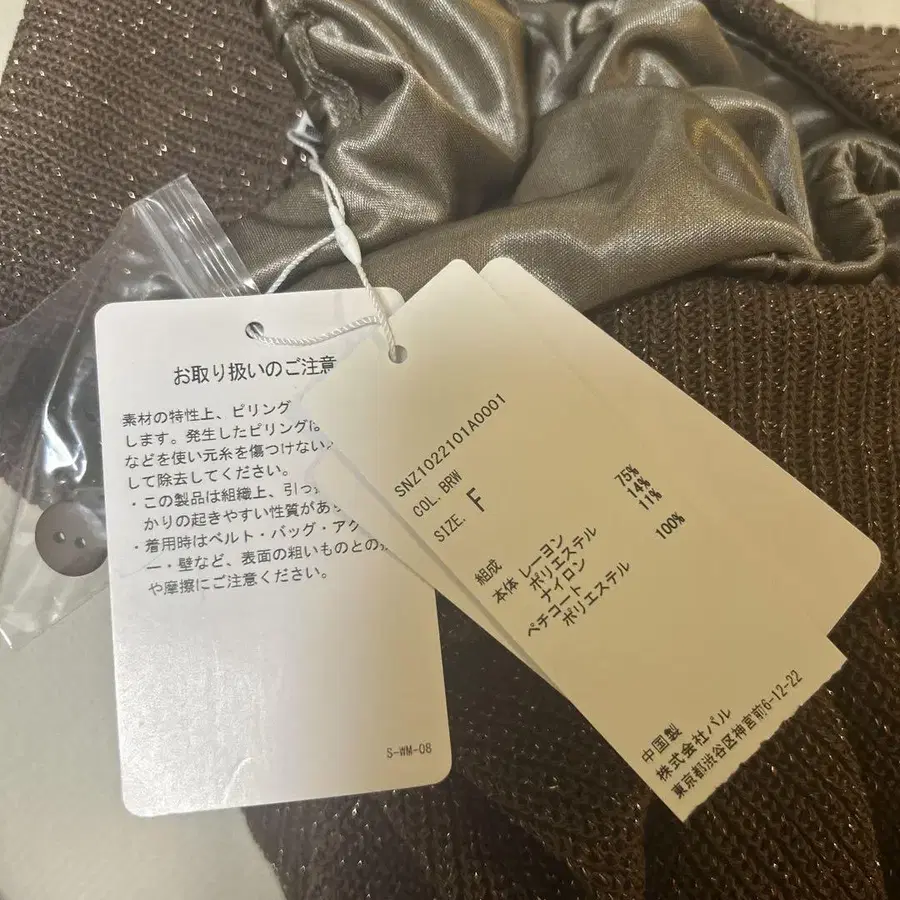 お取り扱いのご注意
素材の特性上、ピリング
します。発生したピリングは
などを使い元糸を傷つけない
して除去してください。
・この製品は組織上、引っ
かりの起きやすい性質があ
・着用時はベルト・バッグ・アク
ー・壁など、表面の粗いものとの
や摩擦にご注意ください。
S-WM-08
SNZ1022101A0001
COL. BRW
SIZE. F
組成
本体 レーヨン 75%
ポリエステル 14%
ナイロン 11%
ペチコート
ポリエステル 100%
中国製
株式会社パル
東京都渋谷区神宮前6-12-22